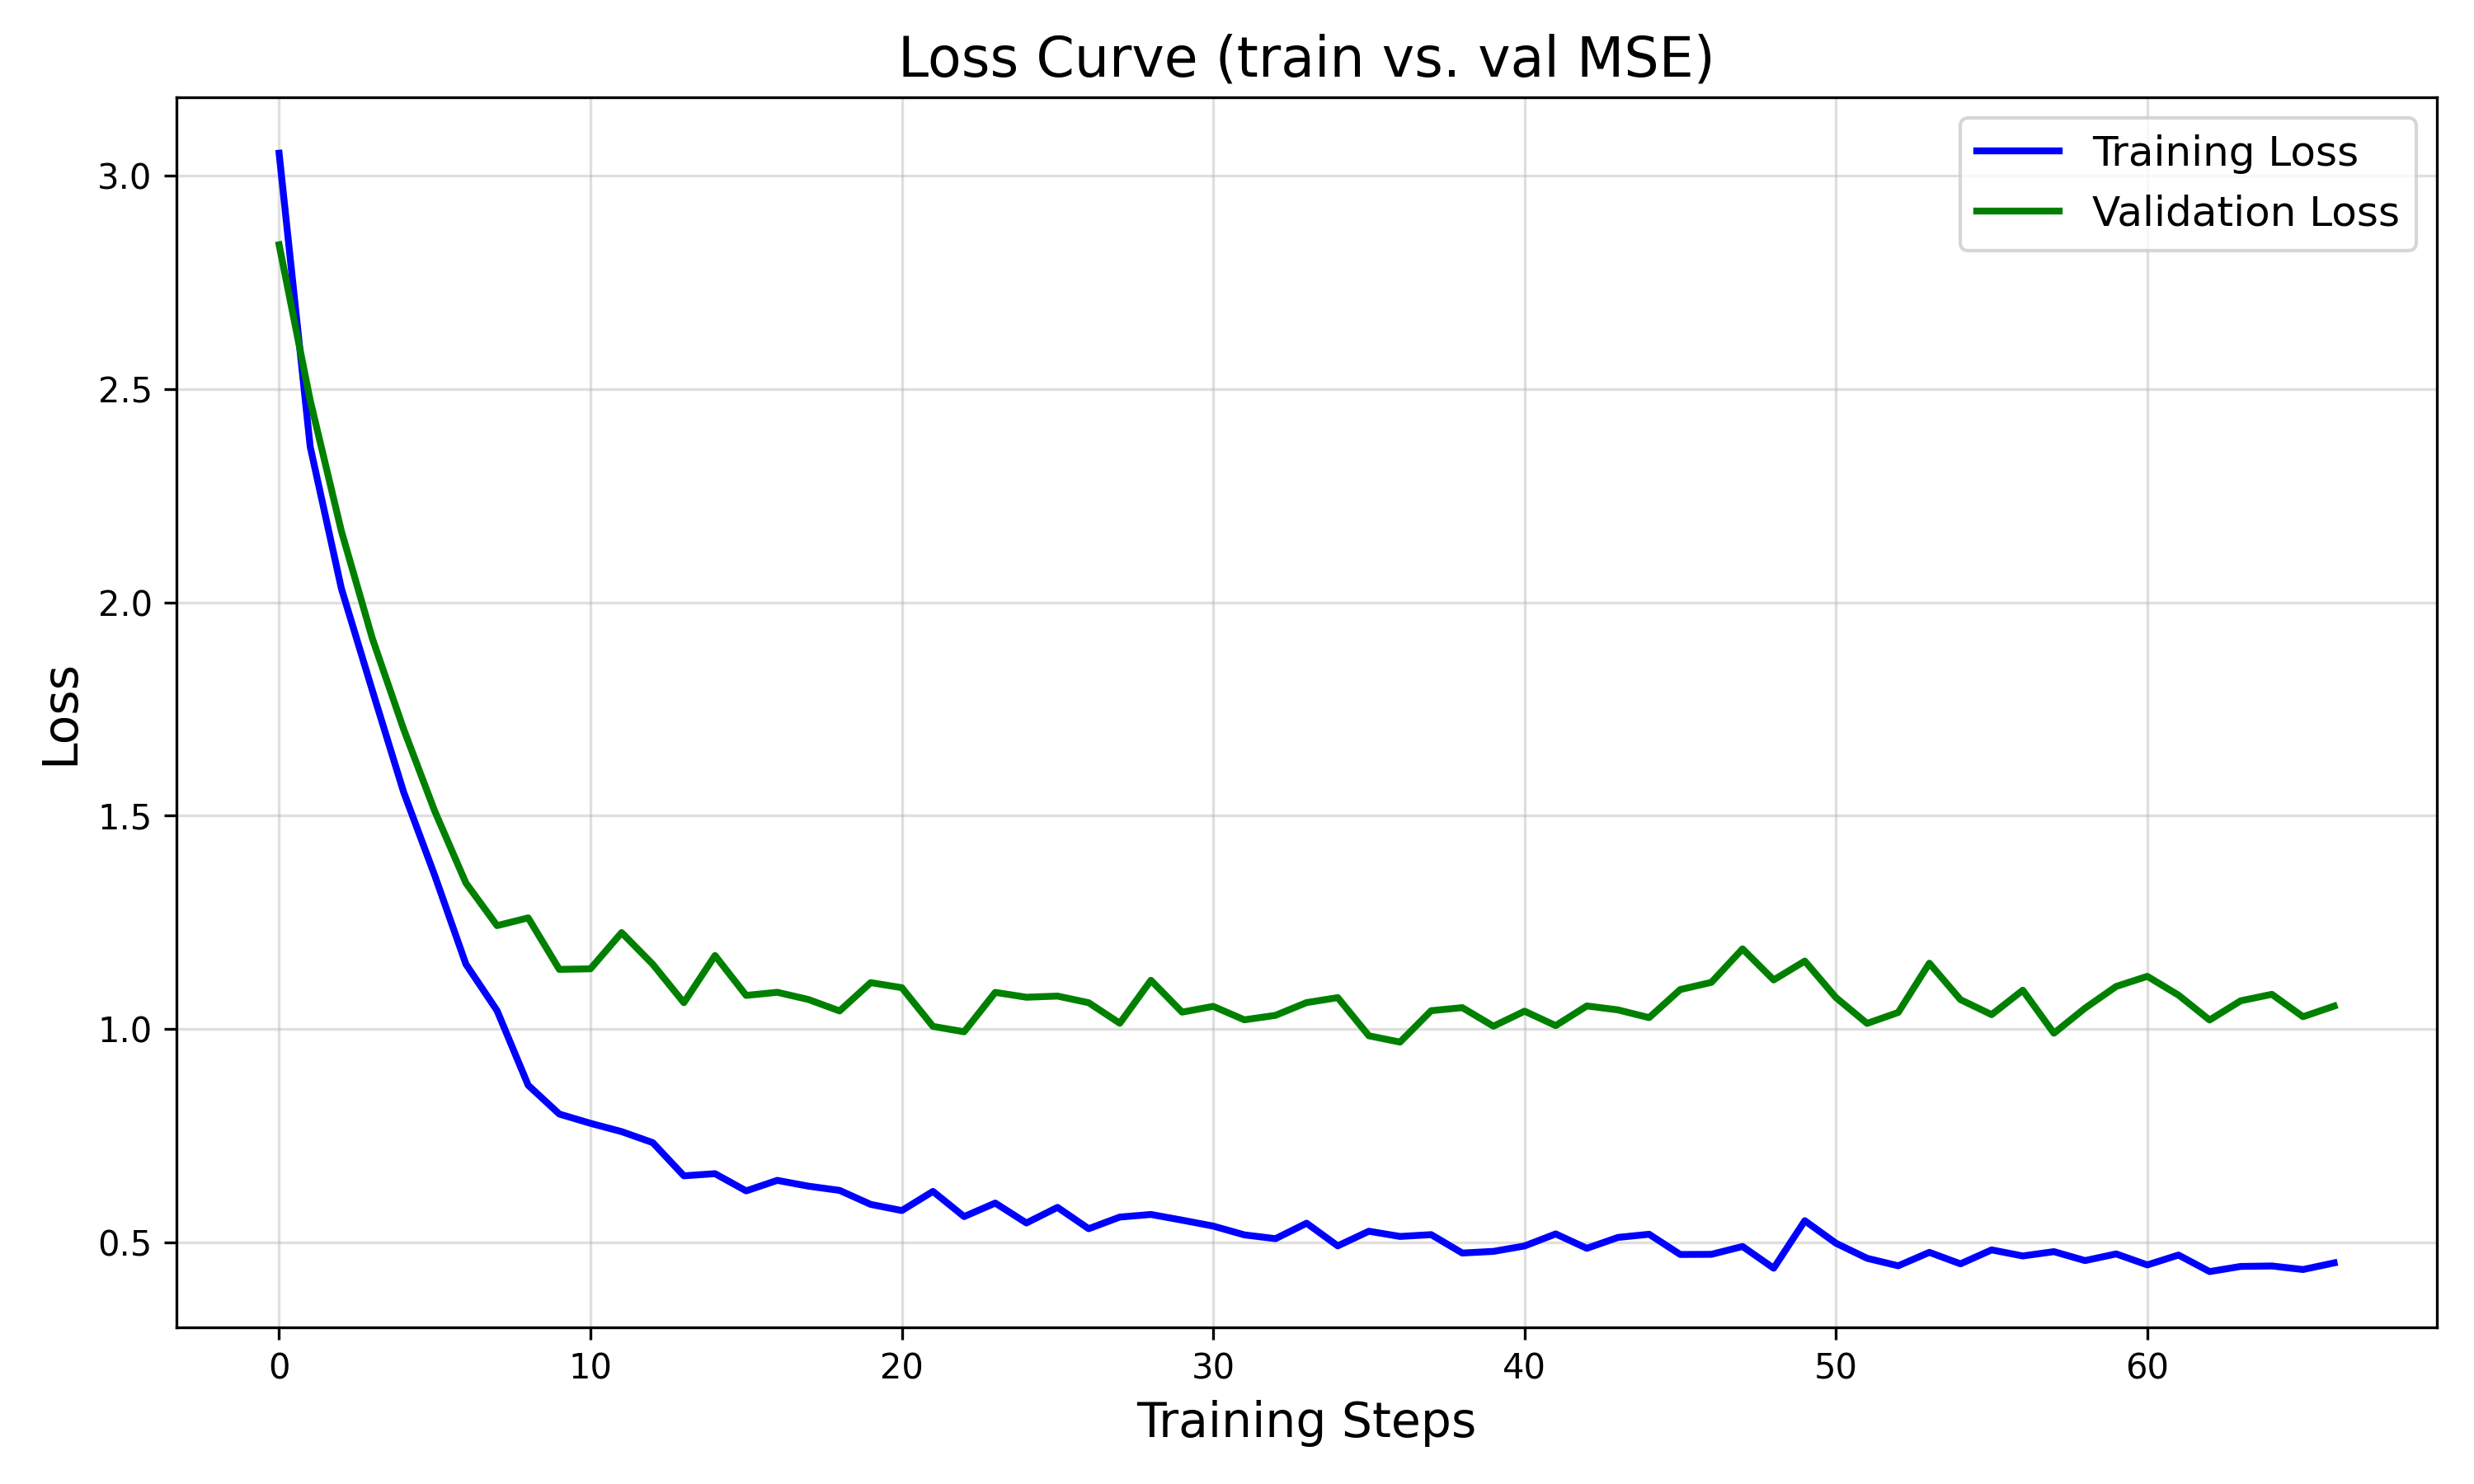 Loss Curve (train vs. val MSE)
Training Loss
Validation Loss
3.0
2.5
2.0
1.5
1.0
0.5
Loss
0 10 20 30 40 50 60
Training Steps